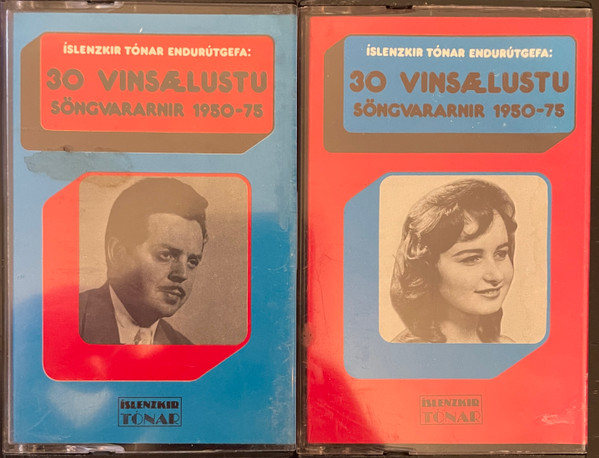 ÍSLENZKIR TÓNAR ENDURÚTGEFA:
30 VINSÆLUSTU
SÖNGVARARNIR 1950-75
ÍSLENZKIR
TÓNAR
ÍSLENZKIR TÓNAR ENDURÚTGEFA:
30 VINSÆLUSTU
SÖNGVARARNIR 1950-75
ÍSLENZKIR
TÓNAR